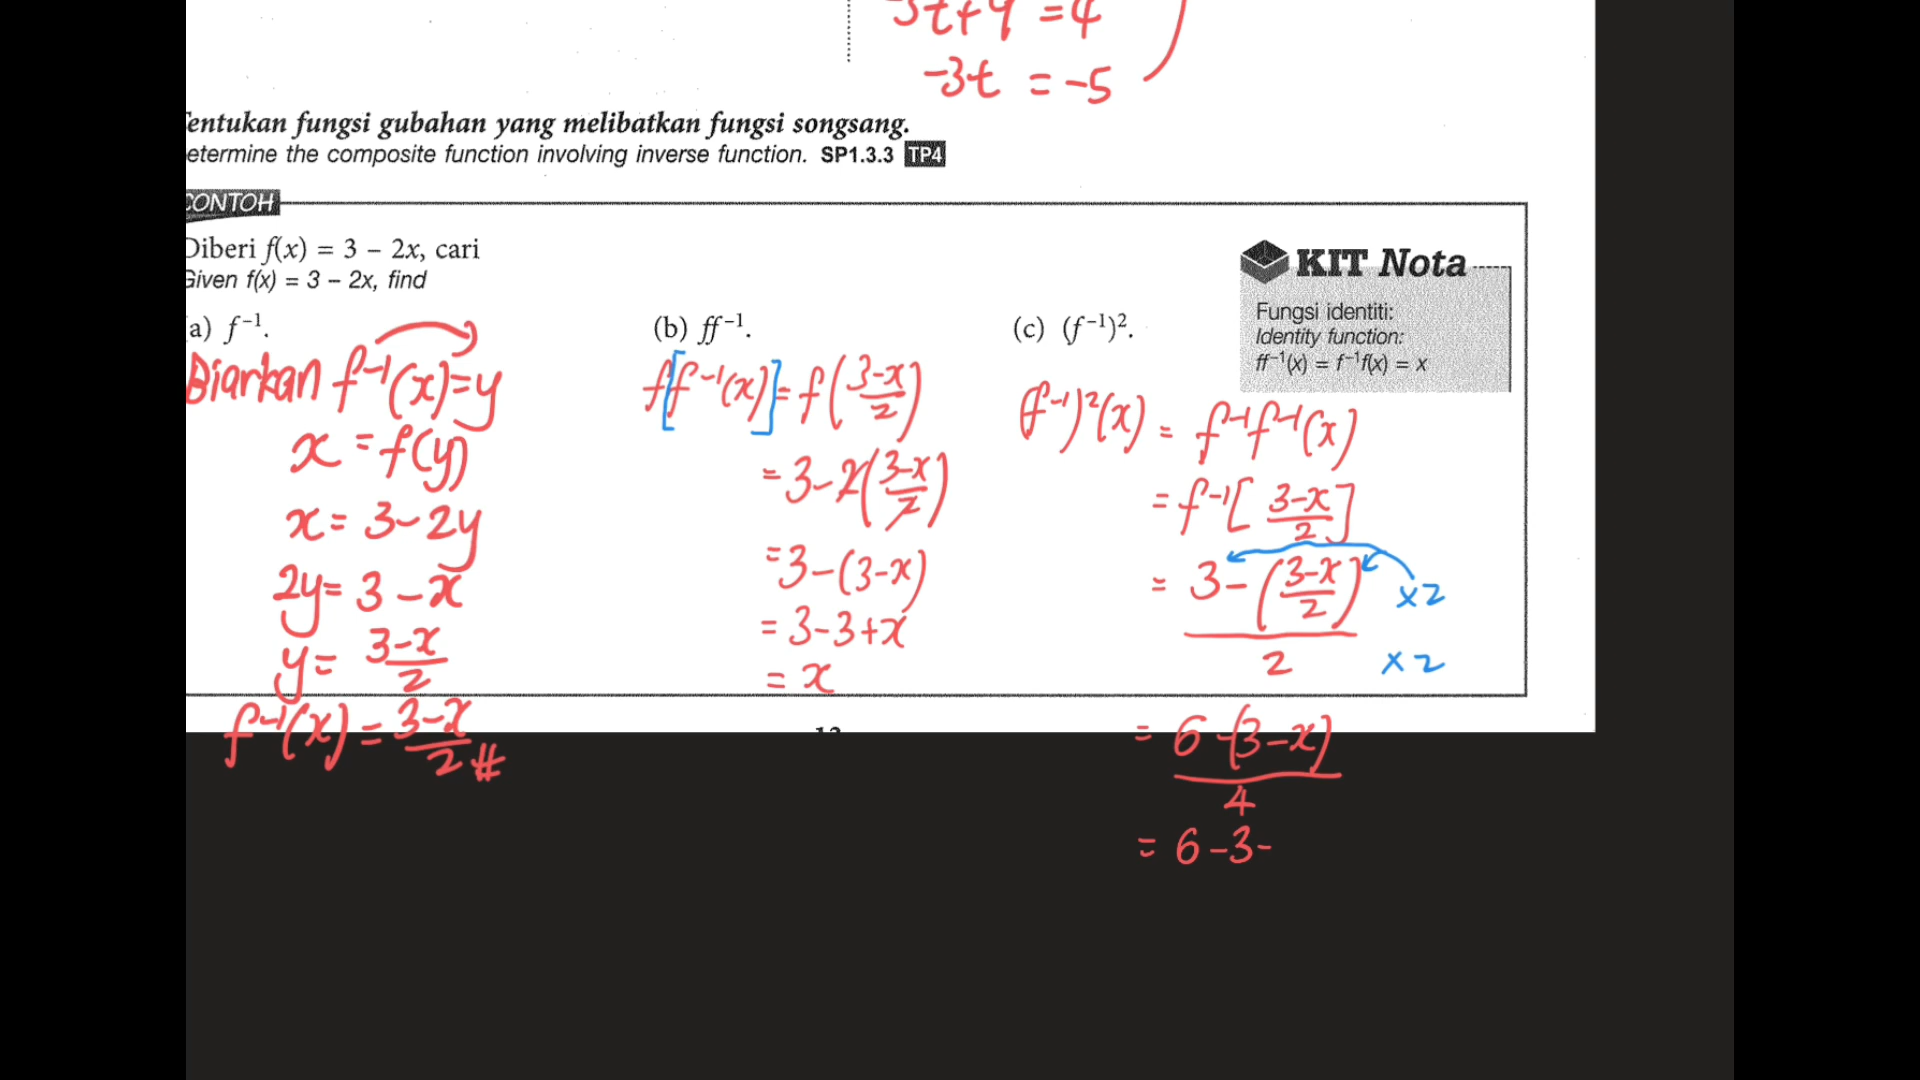 -3t+9 =4
-3t = -5
entukan fungsi gubahan yang melibatkan fungsi songsang.
etermine the composite function involving inverse function. SP1.3.3 TP4
CONTOH
Diberi f(x) = 3 – 2x, cari
Given f(x) = 3 – 2x, find
KIT Nota
Fungsi identiti:
Identity function:
ff⁻¹(x) = f⁻¹f(x) = x
a) f⁻¹.
Biarkan f⁻¹(x)=y
x = f(y)
x = 3-2y
2y= 3 - x
y= (3-x)/2
f⁻¹(x) = (3-x)/2 #
(b) ff⁻¹.
f[f⁻¹(x)] = f((3-x)/2)
= 3-2((3-x)/2)
= 3-(3-x)
= 3-3+x
= x
(c) (f⁻¹)².
(f⁻¹)²(x) = f⁻¹f⁻¹(x)
= f⁻¹[(3-x)/2]
= (3-((3-x)/2))/2 x2 x2
= (6-(3-x))/4
= 6-3-